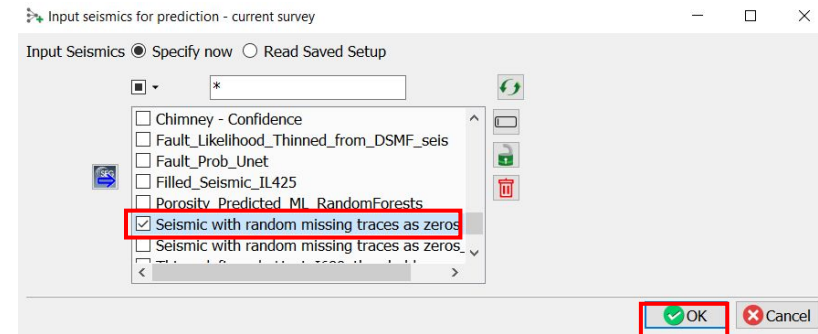 Input seismics for prediction - current survey
Input Seismics Specify now Read Saved Setup
*
Chimney - Confidence
Fault_Likelihood_Thinned_from_DSMF_seis
Fault_Prob_Unet
Filled_Seismic_IL425
Porosity_Predicted_ML_RandomForests
Seismic with random missing traces as zeros
Seismic with random missing traces as zeros_
SEG
OK Cancel